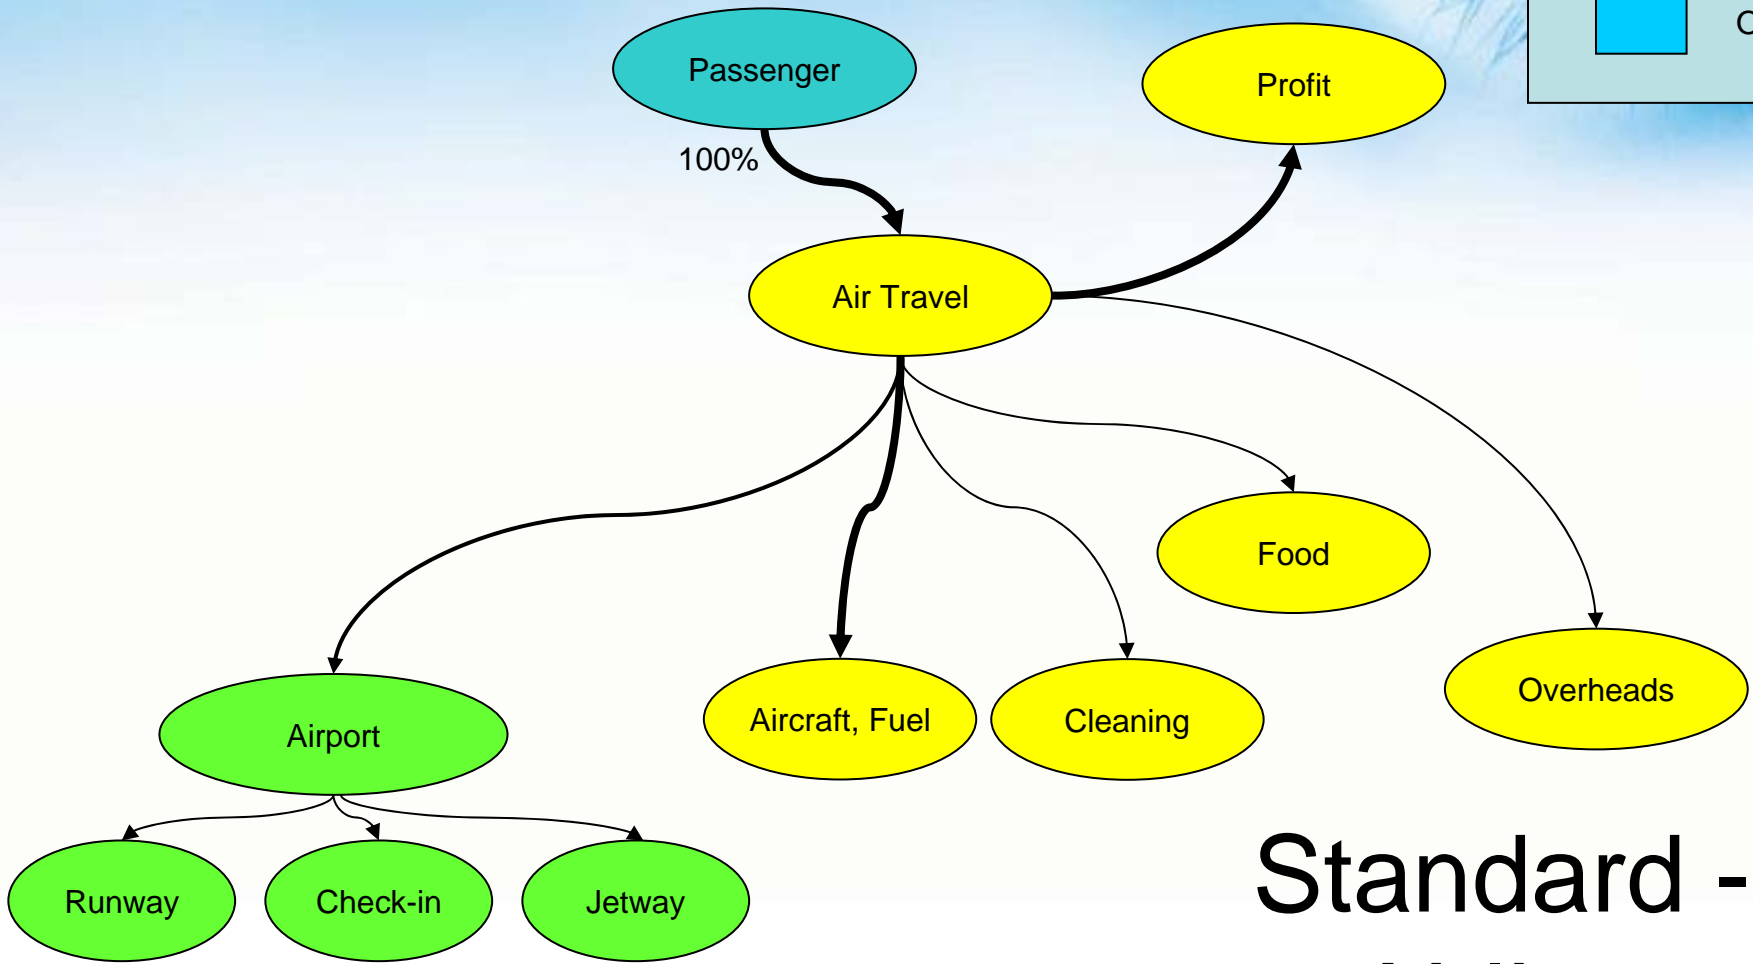 Passenger
Profit
100%
Air Travel
Food
Overheads
Aircraft, Fuel
Cleaning
Airport
Runway
Check-in
Jetway
Standard -